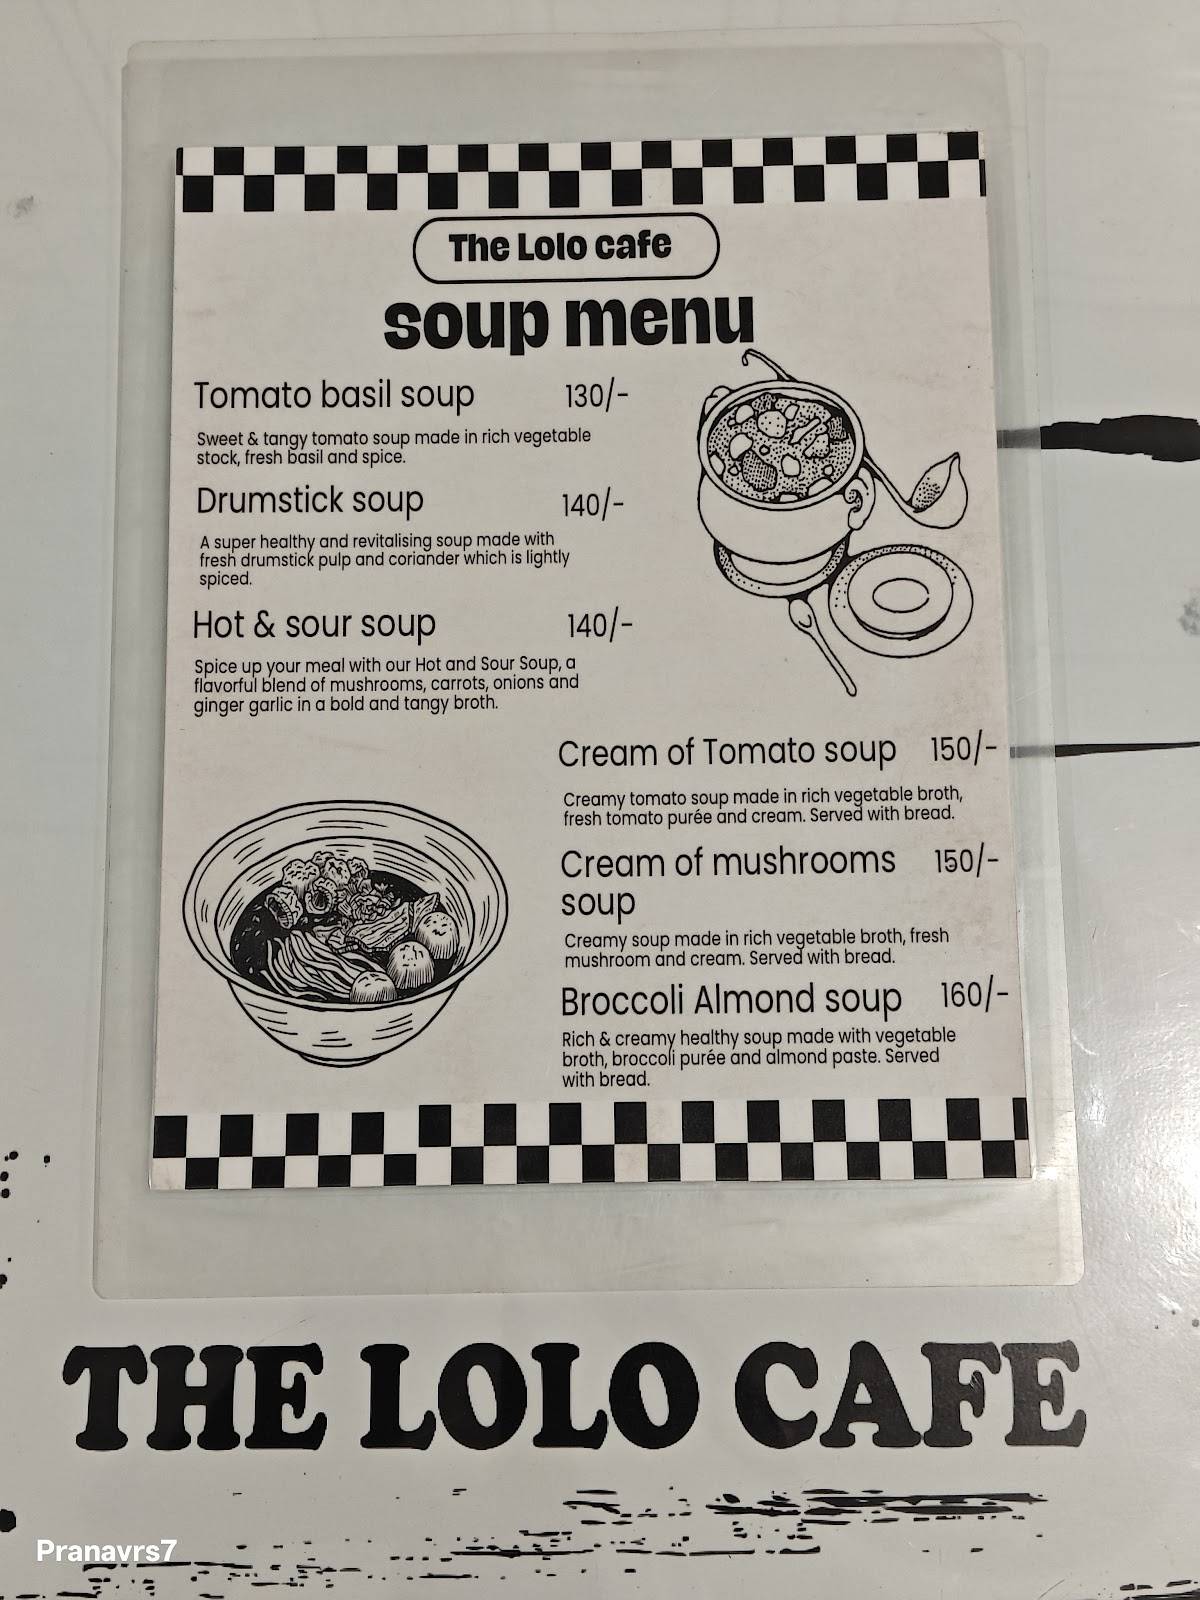 The Lolo cafe
soup menu
Tomato basil soup 130/-
Sweet & tangy tomato soup made in rich vegetable
stock, fresh basil and spice.
Drumstick soup 140/-
A super healthy and revitalising soup made with
fresh drumstick pulp and coriander which is lightly
spiced.
Hot & sour soup 140/-
Spice up your meal with our Hot and Sour Soup, a
flavorful blend of mushrooms, carrots, onions and
ginger garlic in a bold and tangy broth.
Cream of Tomato soup 150/-
Creamy tomato soup made in rich vegetable broth,
fresh tomato purée and cream. Served with bread.
Cream of mushrooms 150/-
soup
Creamy soup made in rich vegetable broth, fresh
mushroom and cream. Served with bread.
Broccoli Almond soup 160/-
Rich & creamy healthy soup made with vegetable
broth, broccoli purée and almond paste. Served
with bread.
THE LOLO CAFE
Pranavrs7